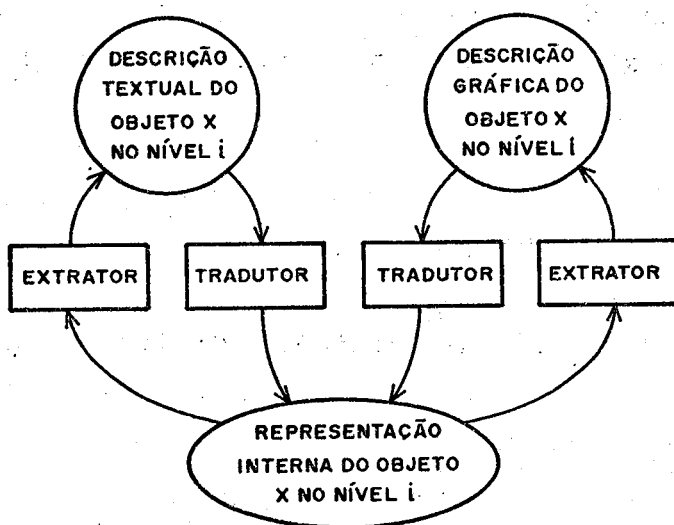 DESCRIÇÃO
TEXTUAL DO
OBJETO X
NO NÍVEL i
DESCRIÇÃO
GRÁFICA DO
OBJETO X
NO NÍVEL i
EXTRATOR
TRADUTOR
TRADUTOR
EXTRATOR
REPRESENTAÇÃO
INTERNA DO OBJETO
X NO NÍVEL i